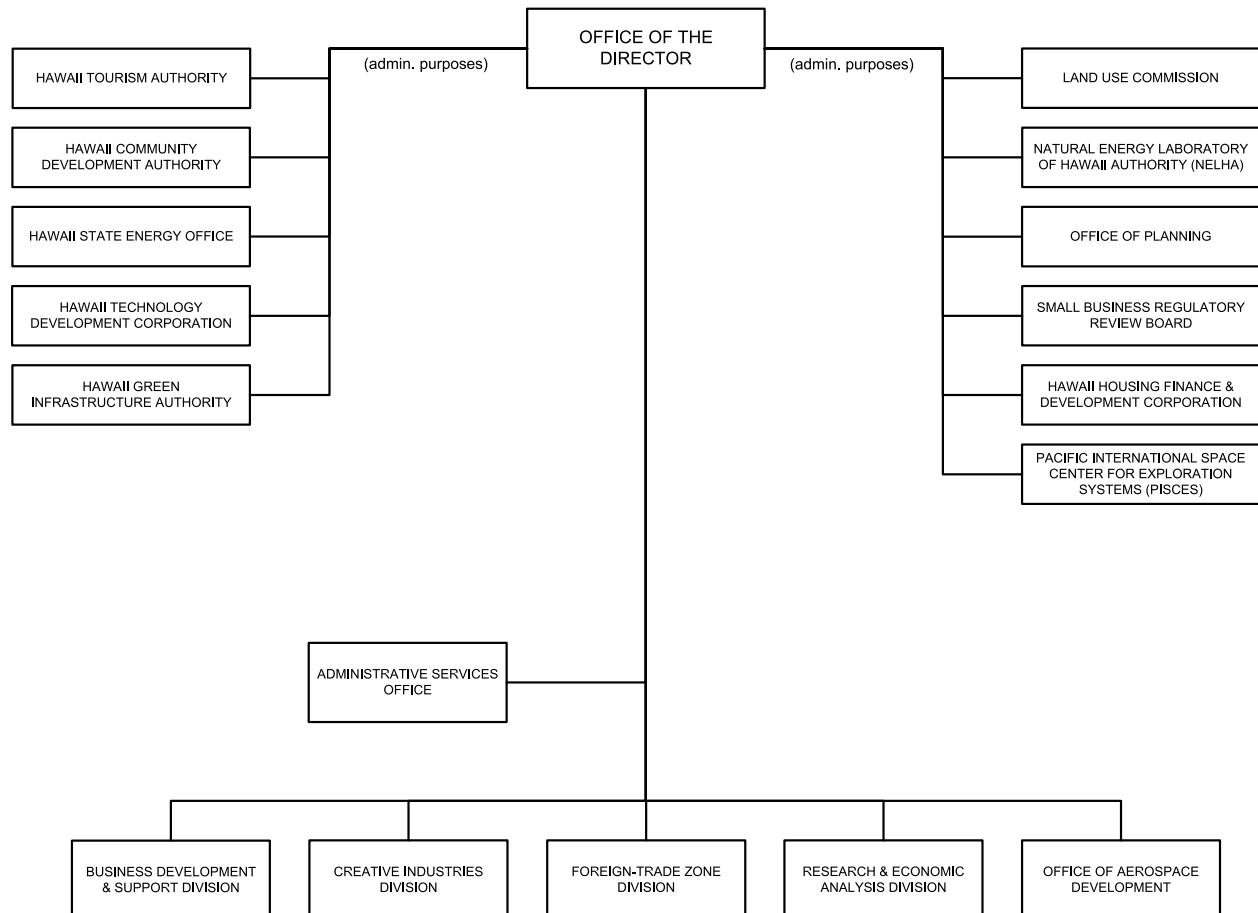 OFFICE OF THE
DIRECTOR
(admin. purposes)
(admin. purposes)
HAWAII TOURISM AUTHORITY
HAWAII COMMUNITY
DEVELOPMENT AUTHORITY
HAWAII STATE ENERGY OFFICE
HAWAII TECHNOLOGY
DEVELOPMENT CORPORATION
HAWAII GREEN
INFRASTRUCTURE AUTHORITY
LAND USE COMMISSION
NATURAL ENERGY LABORATORY
OF HAWAII AUTHORITY (NELHA)
OFFICE OF PLANNING
SMALL BUSINESS REGULATORY
REVIEW BOARD
HAWAII HOUSING FINANCE &
DEVELOPMENT CORPORATION
PACIFIC INTERNATIONAL SPACE
CENTER FOR EXPLORATION
SYSTEMS (PISCES)
ADMINISTRATIVE SERVICES
OFFICE
BUSINESS DEVELOPMENT
& SUPPORT DIVISION
CREATIVE INDUSTRIES
DIVISION
FOREIGN-TRADE ZONE
DIVISION
RESEARCH & ECONOMIC
ANALYSIS DIVISION
OFFICE OF AEROSPACE
DEVELOPMENT